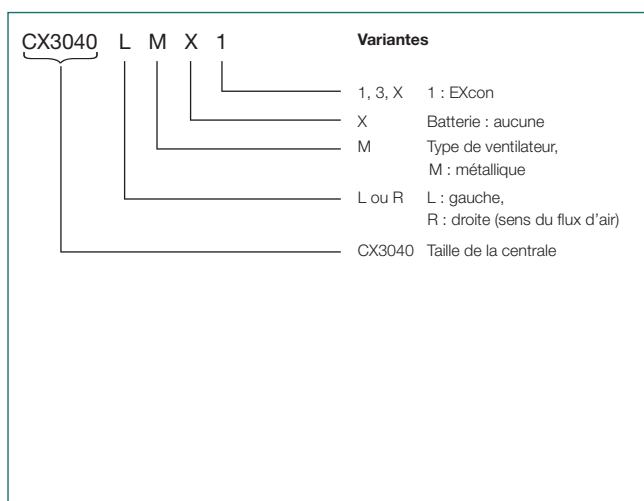 CX3040 L M X 1
Variantes
1, 3, X 1 : EXcon
X Batterie : aucune
M Type de ventilateur,
M : métallique
L ou R L : gauche,
R : droite (sens du flux d’air)
CX3040 Taille de la centrale